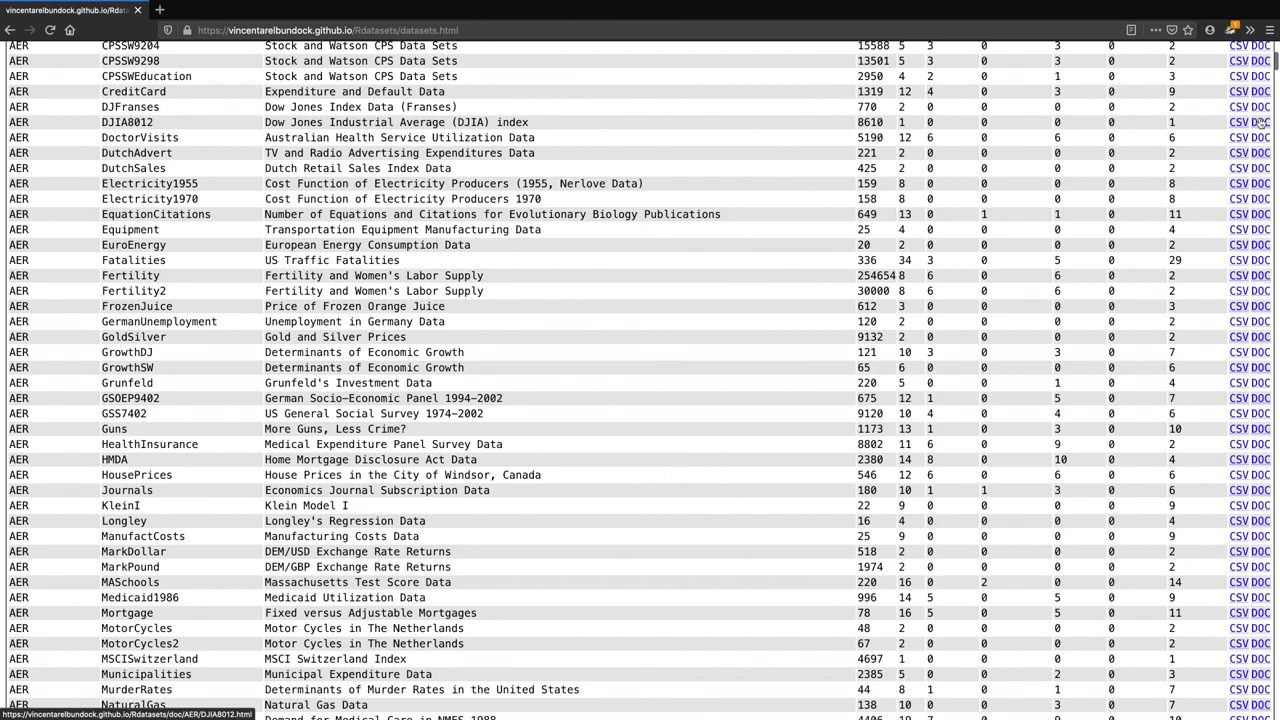 vincentarelbundock.github.io/Rdata
https://vincentarelbundock.github.io/Rdatasets/datasets.html
AER CPSSW9204 Stock and Watson CPS Data Sets 15588 5 3 0 3 0 2 CSV DOC
AER CPSSW9298 Stock and Watson CPS Data Sets 13501 5 3 0 3 0 2 CSV DOC
AER CPSSWEducation Stock and Watson CPS Data Sets 2950 4 2 0 1 0 3 CSV DOC
AER CreditCard Expenditure and Default Data 1319 12 4 0 3 0 9 CSV DOC
AER DJFranses Dow Jones Index Data (Franses) 770 2 0 0 0 0 2 CSV DOC
AER DJIA8012 Dow Jones Industrial Average (DJIA) index 8610 1 0 0 0 0 1 CSV DOC
AER DoctorVisits Australian Health Service Utilization Data 5190 12 6 0 6 0 6 CSV DOC
AER DutchAdvert TV and Radio Advertising Expenditures Data 221 2 0 0 0 0 2 CSV DOC
AER DutchSales Dutch Retail Sales Index Data 425 2 0 0 0 0 2 CSV DOC
AER Electricity1955 Cost Function of Electricity Producers (1955, Nerlove Data) 159 8 0 0 0 0 8 CSV DOC
AER Electricity1970 Cost Function of Electricity Producers 1970 158 8 0 0 0 0 8 CSV DOC
AER EquationCitations Number of Equations and Citations for Evolutionary Biology Publications 649 13 0 1 1 0 11 CSV DOC
AER Equipment Transportation Equipment Manufacturing Data 25 4 0 0 0 0 4 CSV DOC
AER EuroEnergy European Energy Consumption Data 20 2 0 0 0 0 2 CSV DOC
AER Fatalities US Traffic Fatalities 336 34 3 0 5 0 29 CSV DOC
AER Fertility Fertility and Women's Labor Supply 254654 8 6 0 6 0 2 CSV DOC
AER Fertility2 Fertility and Women's Labor Supply 30000 8 6 0 6 0 2 CSV DOC
AER FrozenJuice Price of Frozen Orange Juice 612 3 0 0 0 0 3 CSV DOC
AER GermanUnemployment Unemployment in Germany Data 120 2 0 0 0 0 2 CSV DOC
AER GoldSilver Gold and Silver Prices 9132 2 0 0 0 0 2 CSV DOC
AER GrowthDJ Determinants of Economic Growth 121 10 3 0 3 0 7 CSV DOC
AER GrowthSW Determinants of Economic Growth 65 6 0 0 0 0 6 CSV DOC
AER Grunfeld Grunfeld's Investment Data 220 5 0 0 1 0 4 CSV DOC
AER GSOEP9402 German Socio-Economic Panel 1994-2002 675 12 1 0 5 0 7 CSV DOC
AER GSS7402 US General Social Survey 1974-2002 9120 10 4 0 4 0 6 CSV DOC
AER Guns More Guns, Less Crime? 1173 13 1 0 3 0 10 CSV DOC
AER HealthInsurance Medical Expenditure Panel Survey Data 8802 11 6 0 9 0 2 CSV DOC
AER HMDA Home Mortgage Disclosure Act Data 2380 14 8 0 10 0 4 CSV DOC
AER HousePrices House Prices in the City of Windsor, Canada 546 12 6 0 6 0 6 CSV DOC
AER Journals Economics Journal Subscription Data 180 10 1 1 3 0 6 CSV DOC
AER KleinI Klein Model I 22 9 0 0 0 0 9 CSV DOC
AER Longley Longley's Regression Data 16 4 0 0 0 0 4 CSV DOC
AER ManufactCosts Manufacturing Costs Data 25 9 0 0 0 0 9 CSV DOC
AER MarkDollar DEM/USD Exchange Rate Returns 518 2 0 0 0 0 2 CSV DOC
AER MarkPound DEM/GBP Exchange Rate Returns 1974 2 0 0 0 0 2 CSV DOC
AER MASchools Massachusetts Test Score Data 220 16 0 2 0 0 14 CSV DOC
AER Medicaid1986 Medicaid Utilization Data 996 14 5 0 5 0 9 CSV DOC
AER Mortgage Fixed versus Adjustable Mortgages 78 16 5 0 5 0 11 CSV DOC
AER MotorCycles Motor Cycles in The Netherlands 48 2 0 0 0 0 2 CSV DOC
AER MotorCycles2 Motor Cycles in The Netherlands 67 2 0 0 0 0 2 CSV DOC
AER MSCISwitzerland MSCI Switzerland Index 4697 1 0 0 0 0 1 CSV DOC
AER Municipalities Municipal Expenditure Data 2385 5 0 0 2 0 3 CSV DOC
AER MurderRates Determinants of Murder Rates in the United States 44 8 1 0 1 0 7 CSV DOC
AER NaturalGas Natural Gas Data 138 10 0 0 3 0 7 CSV DOC
https://vincentarelbundock.github.io/Rdatasets/doc/AER/DJIA8012.html
Demand for Medical Care in NMES 1988